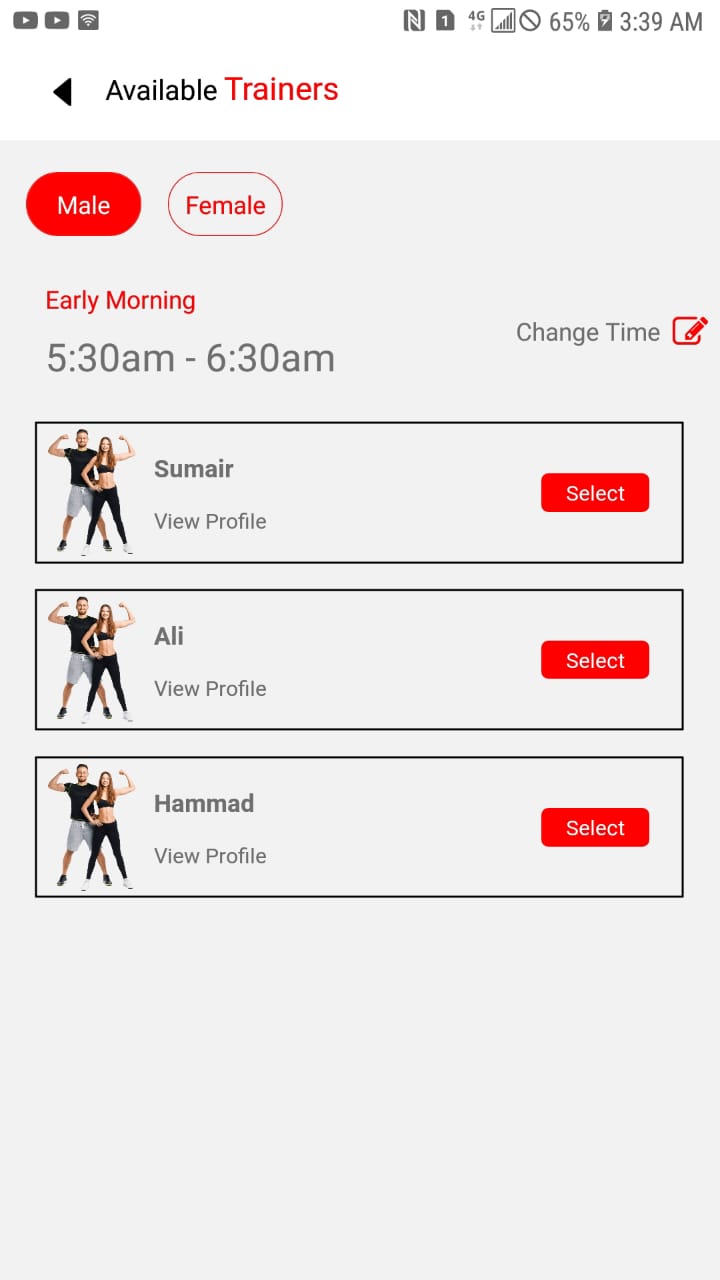 1 4G 65% 3:39 AM
Available Trainers
Male Female
Early Morning
5:30am - 6:30am
Change Time
Sumair
View Profile
Select
Ali
View Profile
Select
Hammad
View Profile
Select